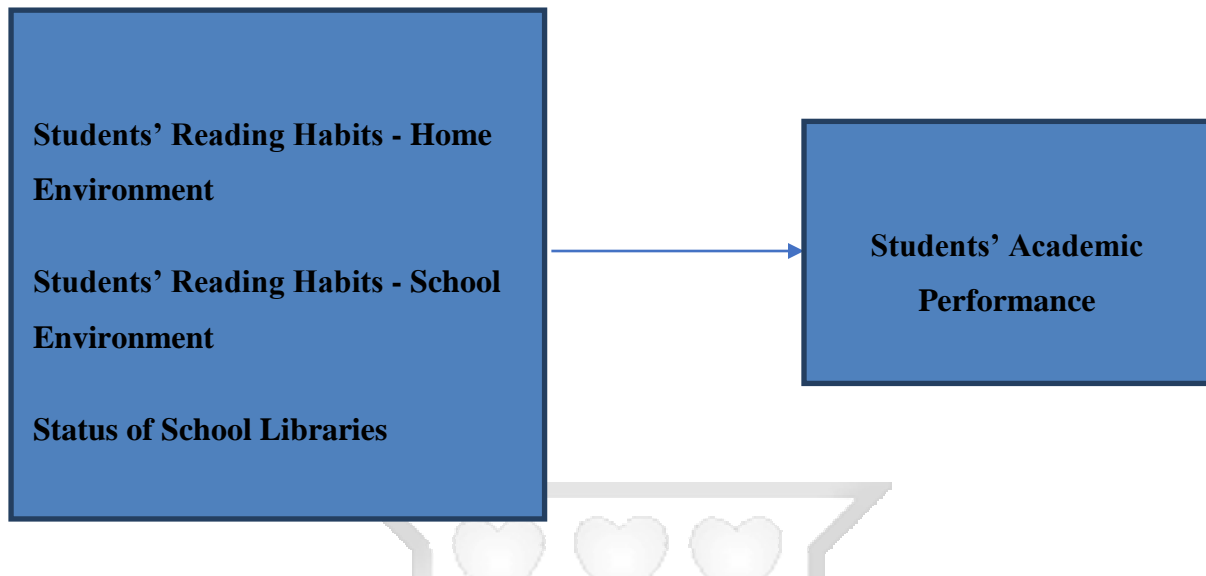 Students’ Reading Habits - Home
Environment
Students’ Reading Habits - School
Environment
Status of School Libraries
Students’ Academic
Performance